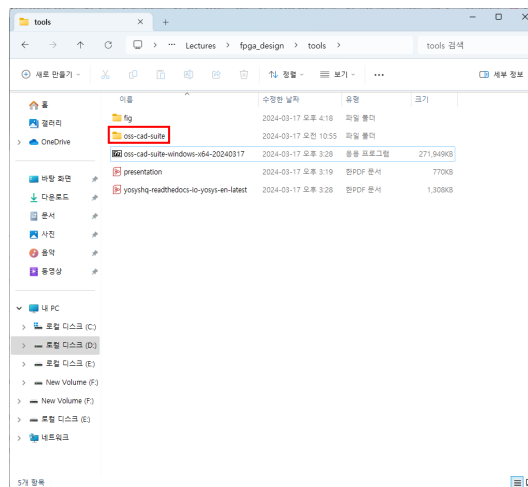 tools
Lectures > fpga_design > tools >
tools 검색
새로 만들기
정렬
보기
세부 정보
이름 수정한 날짜 유형 크기
홈
갤러리
OneDrive
바탕 화면
다운로드
문서
사진
음악
동영상
내 PC
로컬 디스크 (C:)
로컬 디스크 (D:)
로컬 디스크 (E:)
New Volume (F:)
New Volume (F:)
로컬 디스크 (E:)
네트워크
fig 2024-03-17 오후 4:18 파일 폴더
oss-cad-suite 2024-03-17 오전 10:55 파일 폴더
oss-cad-suite-windows-x64-20240317 2024-03-17 오후 3:28 응용 프로그램 271,949KB
presentation 2024-03-17 오후 3:19 한PDF 문서 770KB
yosyshq-readthedocs-io-yosys-en-latest 2024-03-17 오후 3:28 한PDF 문서 1,308KB
5개 항목